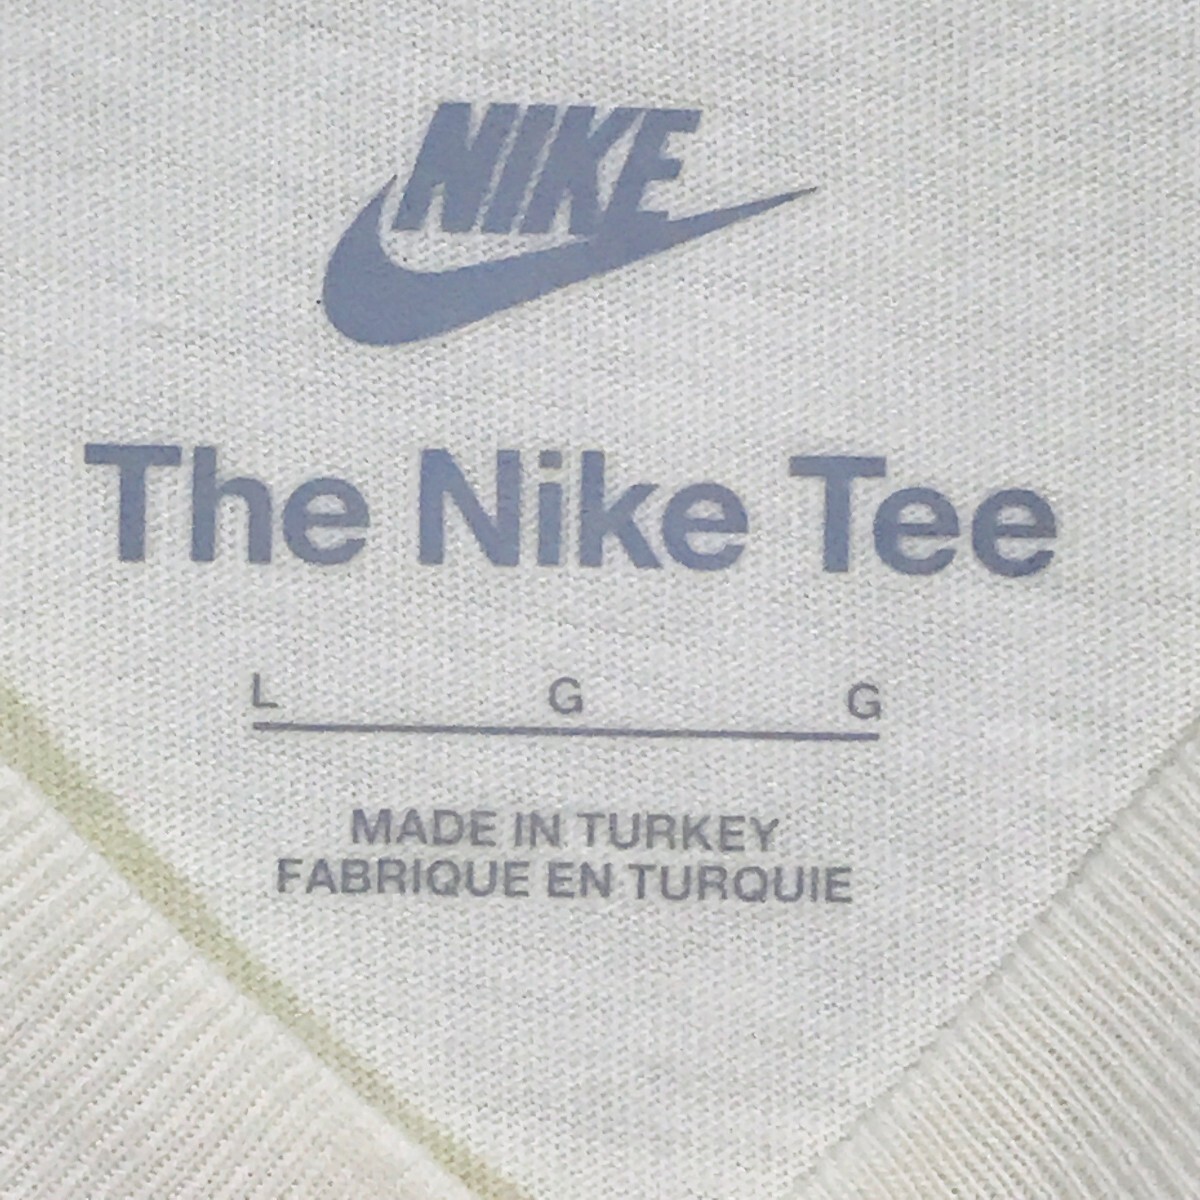 NIKE
The Nike Tee
L G G
MADE IN TURKEY
FABRIQUE EN TURQUIE